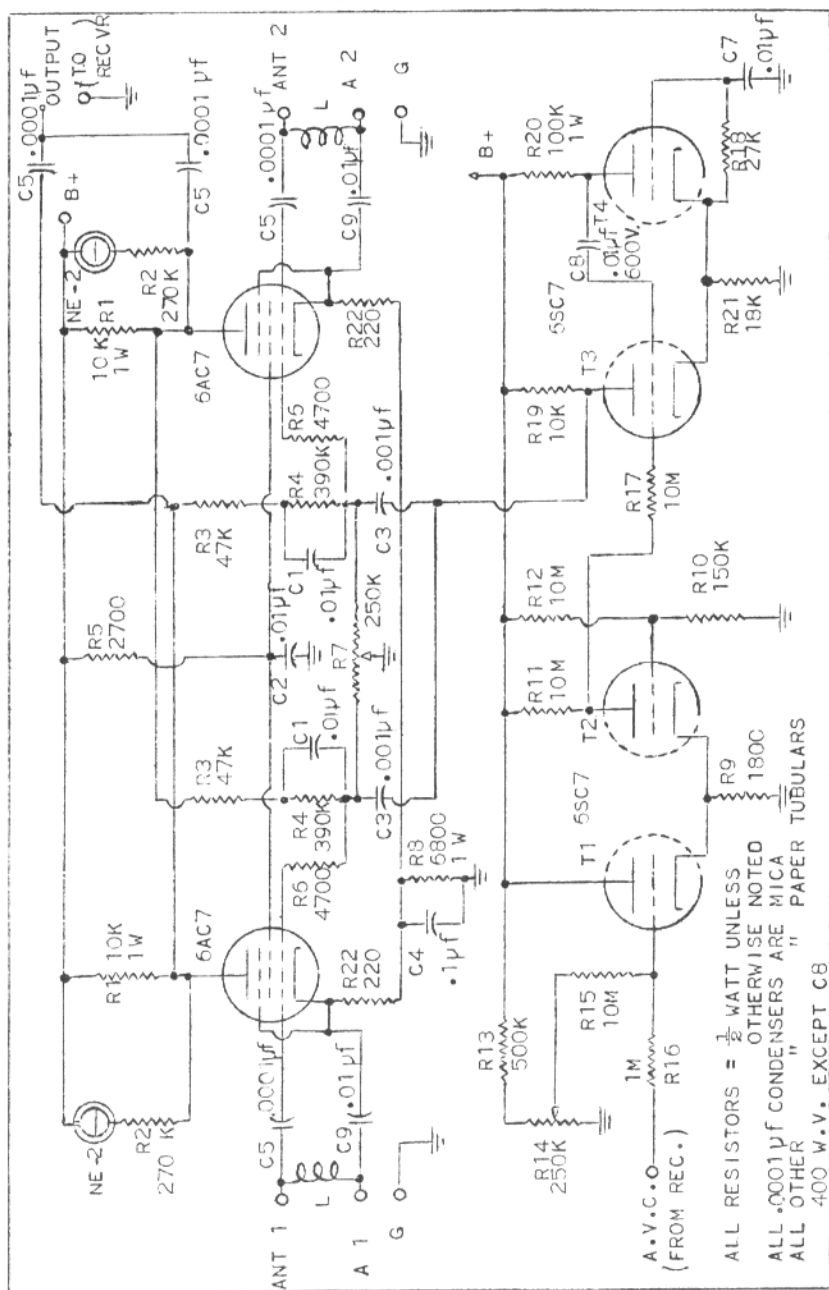 C5
.0001µf
OUTPUT
(TO RECVR)
B+
C5
.0001µf
NE-2
R2
270 K
R1
10K
1W
6AC7
C5
.0001µf
ANT 2
L
A 2
C9
.01µf
G
R22
220
R5
4700
R4
390K
R3
47K
C1
.01µf
C3
.001µf
R5
2700
C2
.01µf
R7
250K
R3
47K
C1
.01µf
R4
390K
C3
.001µf
R6
4700
R1
10K
1W
6AC7
NE-2
R2
270 K
C5
.0001µf
ANT 1
L
A 1
C9
.01µf
G
R22
220
C4
.1µf
R8
6800
1W
B+
R20
100K
1W
C7
.01µf
R18
27K
T4
C8
.01µf
600V.
6SC7
R21
18K
R19
10K
T3
R17
10M
R12
10M
R10
150K
R11
10M
T2
6SC7
R9
1800
T1
R13
500K
R15
10M
R14
250K
1M
R16
A.V.C.
(FROM REC.)
ALL RESISTORS = ½ WATT UNLESS
OTHERWISE NOTED
ALL .0001µf CONDENSERS ARE MICA
ALL OTHER " " PAPER TUBULARS
400 W.V. EXCEPT C8